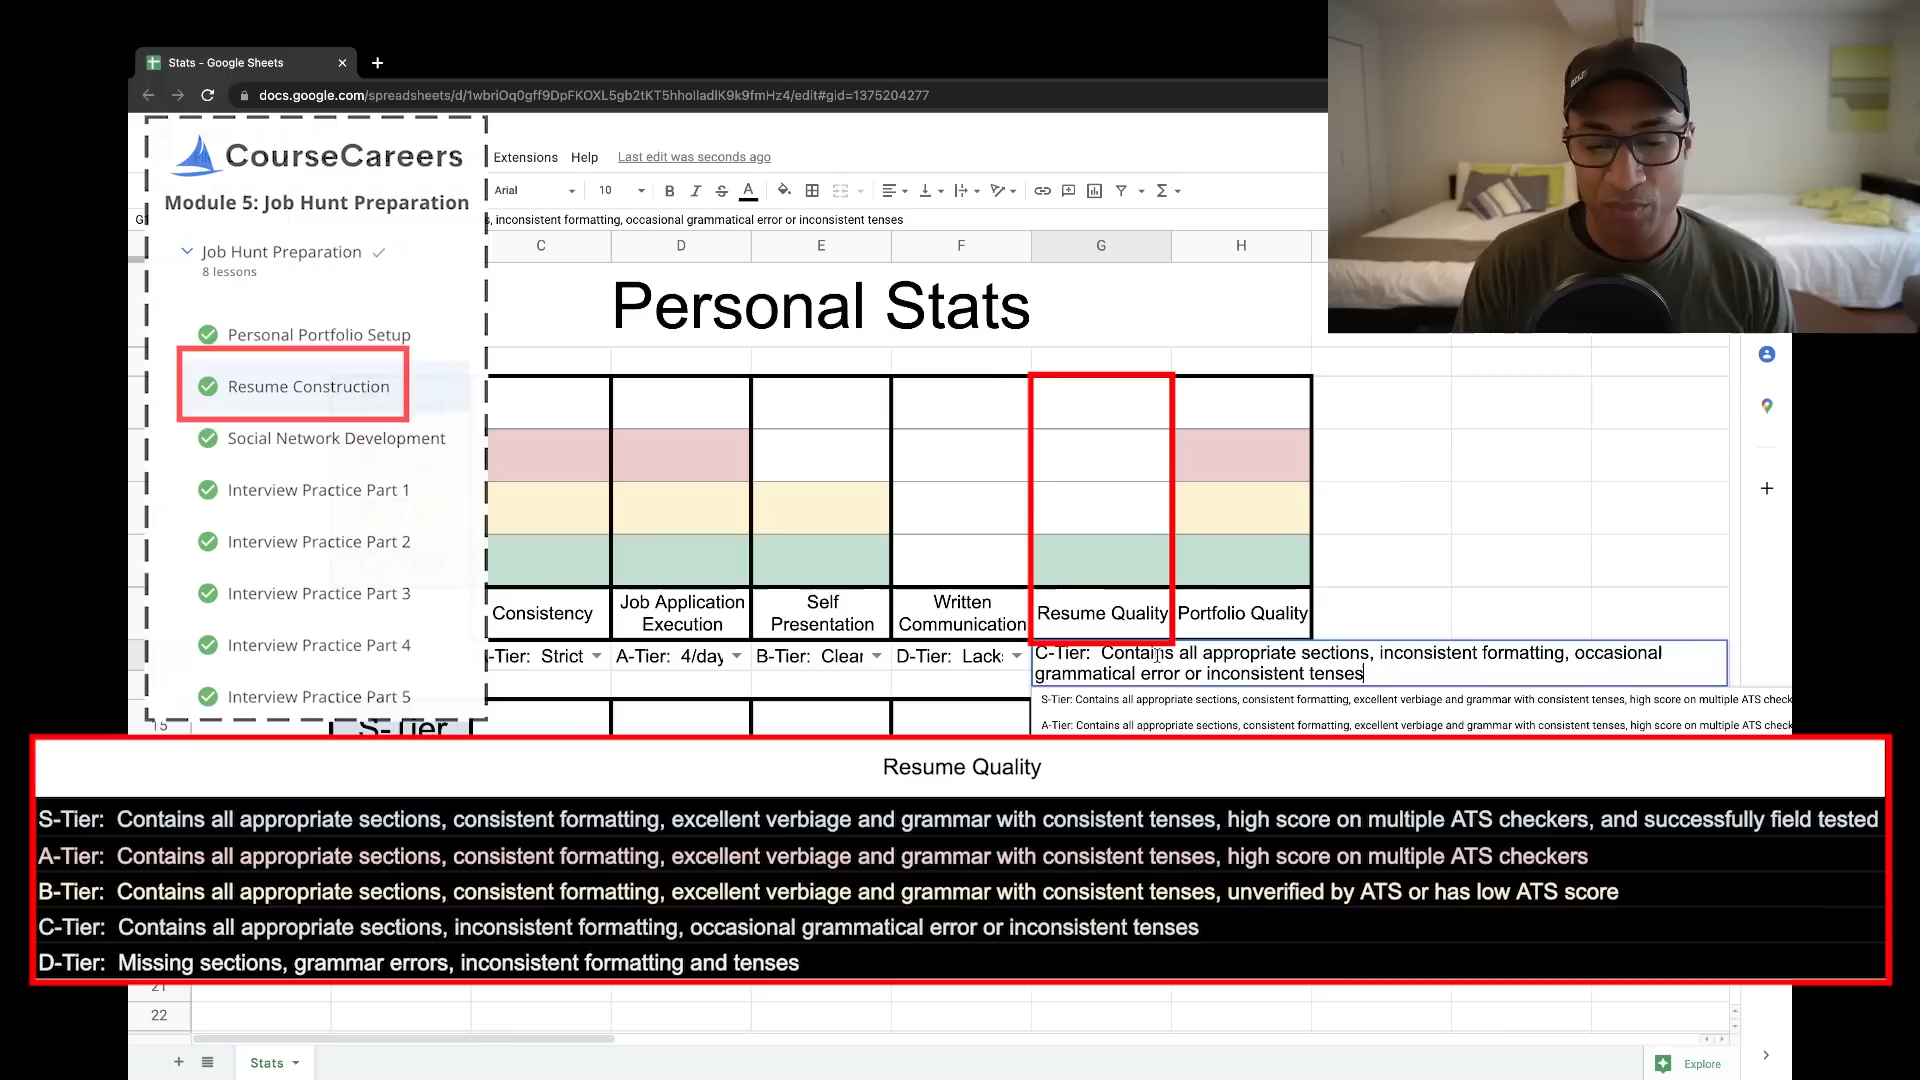 Stats - Google Sheets
docs.google.com/spreadsheets/d/1wbriOq0gff9DpFKOXL5gb2tKT5hholladlK9k9fmHz4/edit#gid=1375204277
CourseCareers
Module 5: Job Hunt Preparation
Job Hunt Preparation
8 lessons
Personal Portfolio Setup
Resume Construction
Social Network Development
Interview Practice Part 1
Interview Practice Part 2
Interview Practice Part 3
Interview Practice Part 4
Interview Practice Part 5
Extensions Help Last edit was seconds ago
Arial 10
, inconsistent formatting, occasional grammatical error or inconsistent tenses
C D E F G H
Personal Stats
Consistency
Job Application Execution
Self Presentation
Written Communication
Resume Quality
Portfolio Quality
-Tier: Strict
A-Tier: 4/day
B-Tier: Clear
D-Tier: Lack
C-Tier: Contains all appropriate sections, inconsistent formatting, occasional
grammatical error or inconsistent tenses
S-Tier: Contains all appropriate sections, consistent formatting, excellent verbiage and grammar with consistent tenses, high score on multiple ATS check
A-Tier: Contains all appropriate sections, consistent formatting, excellent verbiage and grammar with consistent tenses, high score on multiple ATS check
15
S-Tier
Resume Quality
S-Tier: Contains all appropriate sections, consistent formatting, excellent verbiage and grammar with consistent tenses, high score on multiple ATS checkers, and successfully field tested
A-Tier: Contains all appropriate sections, consistent formatting, excellent verbiage and grammar with consistent tenses, high score on multiple ATS checkers
B-Tier: Contains all appropriate sections, consistent formatting, excellent verbiage and grammar with consistent tenses, unverified by ATS or has low ATS score
C-Tier: Contains all appropriate sections, inconsistent formatting, occasional grammatical error or inconsistent tenses
D-Tier: Missing sections, grammar errors, inconsistent formatting and tenses
21
22
Stats
Explore